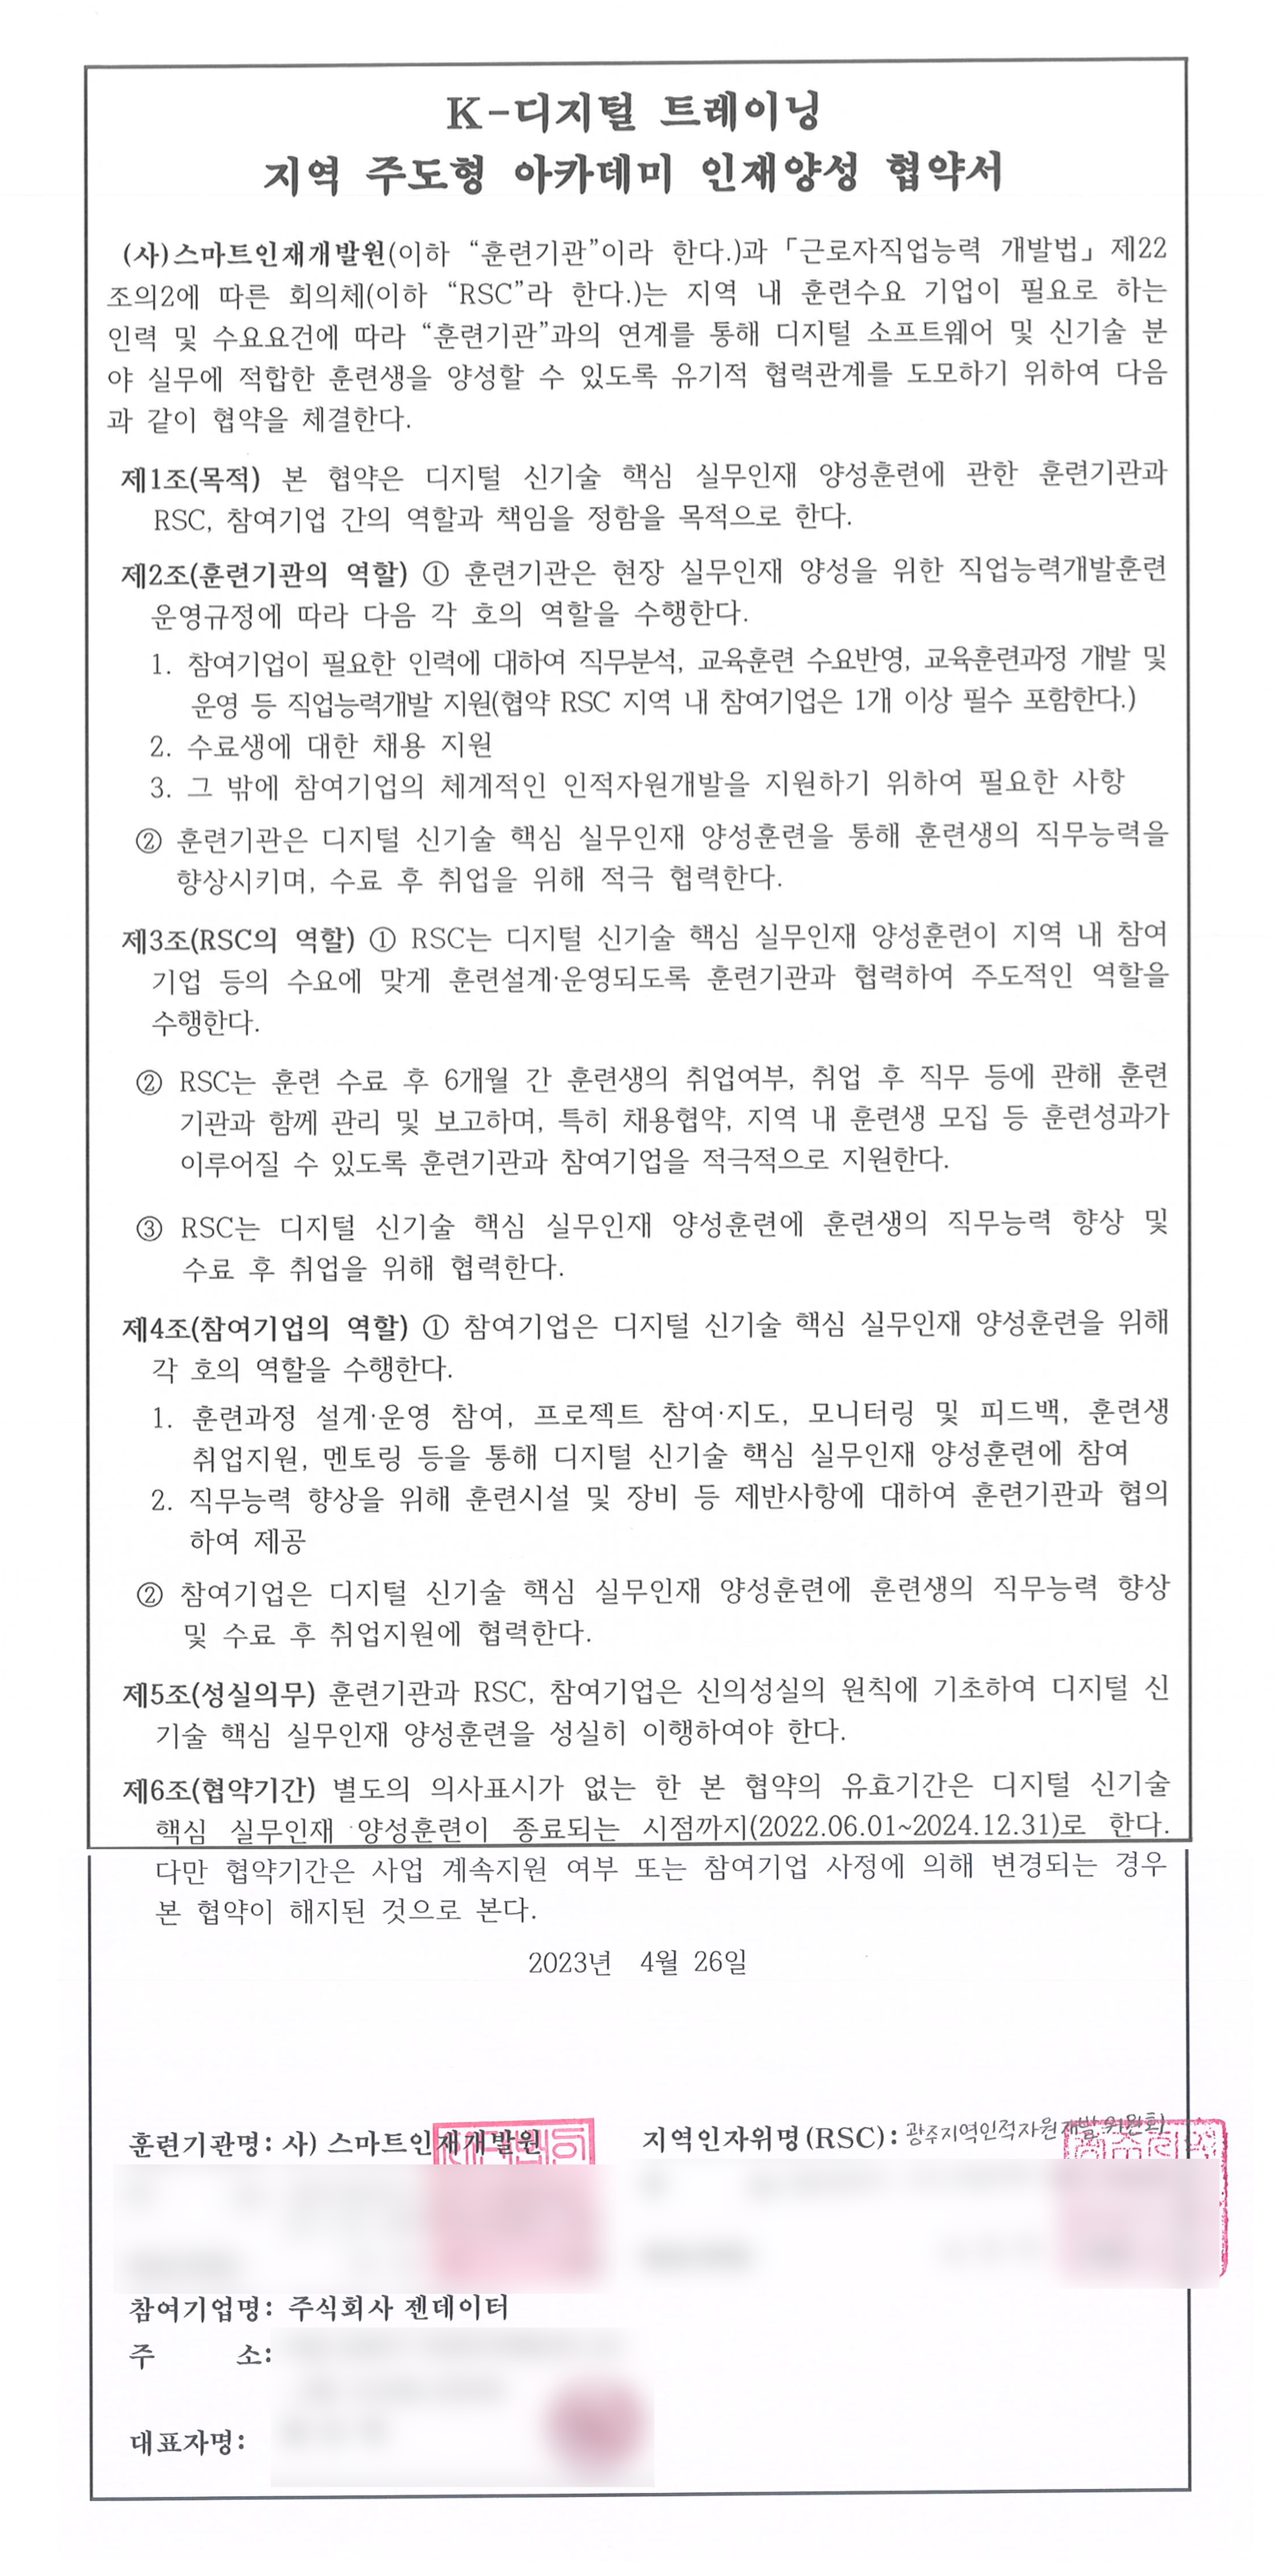 K-디지털 트레이닝
지역 주도형 아카데미 인재양성 협약서
(사)스마트인재개발원(이하 “훈련기관”이라 한다.)과 「근로자직업능력 개발법」 제22
조의2에 따른 회의체(이하 “RSC”라 한다.)는 지역 내 훈련수요 기업이 필요로 하는
인력 및 수요요건에 따라 “훈련기관”과의 연계를 통해 디지털 소프트웨어 및 신기술 분
야 실무에 적합한 훈련생을 양성할 수 있도록 유기적 협력관계를 도모하기 위하여 다음
과 같이 협약을 체결한다.
제1조(목적) 본 협약은 디지털 신기술 핵심 실무인재 양성훈련에 관한 훈련기관과
RSC, 참여기업 간의 역할과 책임을 정함을 목적으로 한다.
제2조(훈련기관의 역할) ① 훈련기관은 현장 실무인재 양성을 위한 직업능력개발훈련
운영규정에 따라 다음 각 호의 역할을 수행한다.
1. 참여기업이 필요한 인력에 대하여 직무분석, 교육훈련 수요반영, 교육훈련과정 개발 및
운영 등 직업능력개발 지원(협약 RSC 지역 내 참여기업은 1개 이상 필수 포함한다.)
2. 수료생에 대한 채용 지원
3. 그 밖에 참여기업의 체계적인 인적자원개발을 지원하기 위하여 필요한 사항
② 훈련기관은 디지털 신기술 핵심 실무인재 양성훈련을 통해 훈련생의 직무능력을
향상시키며, 수료 후 취업을 위해 적극 협력한다.
제3조(RSC의 역할) ① RSC는 디지털 신기술 핵심 실무인재 양성훈련이 지역 내 참여
기업 등의 수요에 맞게 훈련설계·운영되도록 훈련기관과 협력하여 주도적인 역할을
수행한다.
② RSC는 훈련 수료 후 6개월 간 훈련생의 취업여부, 취업 후 직무 등에 관해 훈련
기관과 함께 관리 및 보고하며, 특히 채용협약, 지역 내 훈련생 모집 등 훈련성과가
이루어질 수 있도록 훈련기관과 참여기업을 적극적으로 지원한다.
③ RSC는 디지털 신기술 핵심 실무인재 양성훈련에 훈련생의 직무능력 향상 및
수료 후 취업을 위해 협력한다.
제4조(참여기업의 역할) ① 참여기업은 디지털 신기술 핵심 실무인재 양성훈련을 위해
각 호의 역할을 수행한다.
1. 훈련과정 설계·운영 참여, 프로젝트 참여·지도, 모니터링 및 피드백, 훈련생
취업지원, 멘토링 등을 통해 디지털 신기술 핵심 실무인재 양성훈련에 참여
2. 직무능력 향상을 위해 훈련시설 및 장비 등 제반사항에 대하여 훈련기관과 협의
하여 제공
② 참여기업은 디지털 신기술 핵심 실무인재 양성훈련에 훈련생의 직무능력 향상
및 수료 후 취업지원에 협력한다.
제5조(성실의무) 훈련기관과 RSC, 참여기업은 신의성실의 원칙에 기초하여 디지털 신
기술 핵심 실무인재 양성훈련을 성실히 이행하여야 한다.
제6조(협약기간) 별도의 의사표시가 없는 한 본 협약의 유효기간은 디지털 신기술
핵심 실무인재 양성훈련이 종료되는 시점까지(2022.06.01~2024.12.31)로 한다.
다만 협약기간은 사업 계속지원 여부 또는 참여기업 사정에 의해 변경되는 경우
본 협약이 해지된 것으로 본다.
2023년 4월 26일
훈련기관명: 사) 스마트인재개발원 지역인자위명(RSC): 광주지역인적자원개발위원회
참여기업명: 주식회사 젠데이터
주 소:
대표자명: